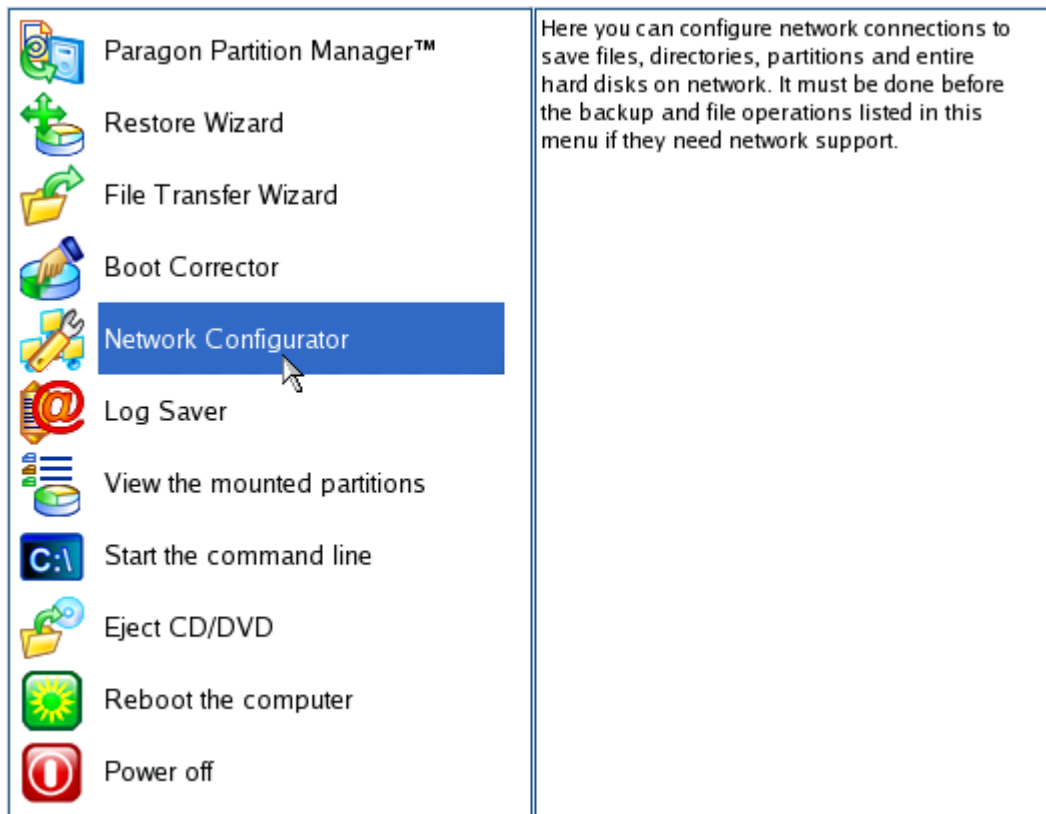 Paragon Partition Manager™
Restore Wizard
File Transfer Wizard
Boot Corrector
Network Configurator
Log Saver
View the mounted partitions
C:\
Start the command line
Eject CD/DVD
Reboot the computer
Power off
Here you can configure network connections to
save files, directories, partitions and entire
hard disks on network. It must be done before
the backup and file operations listed in this
menu if they need network support.